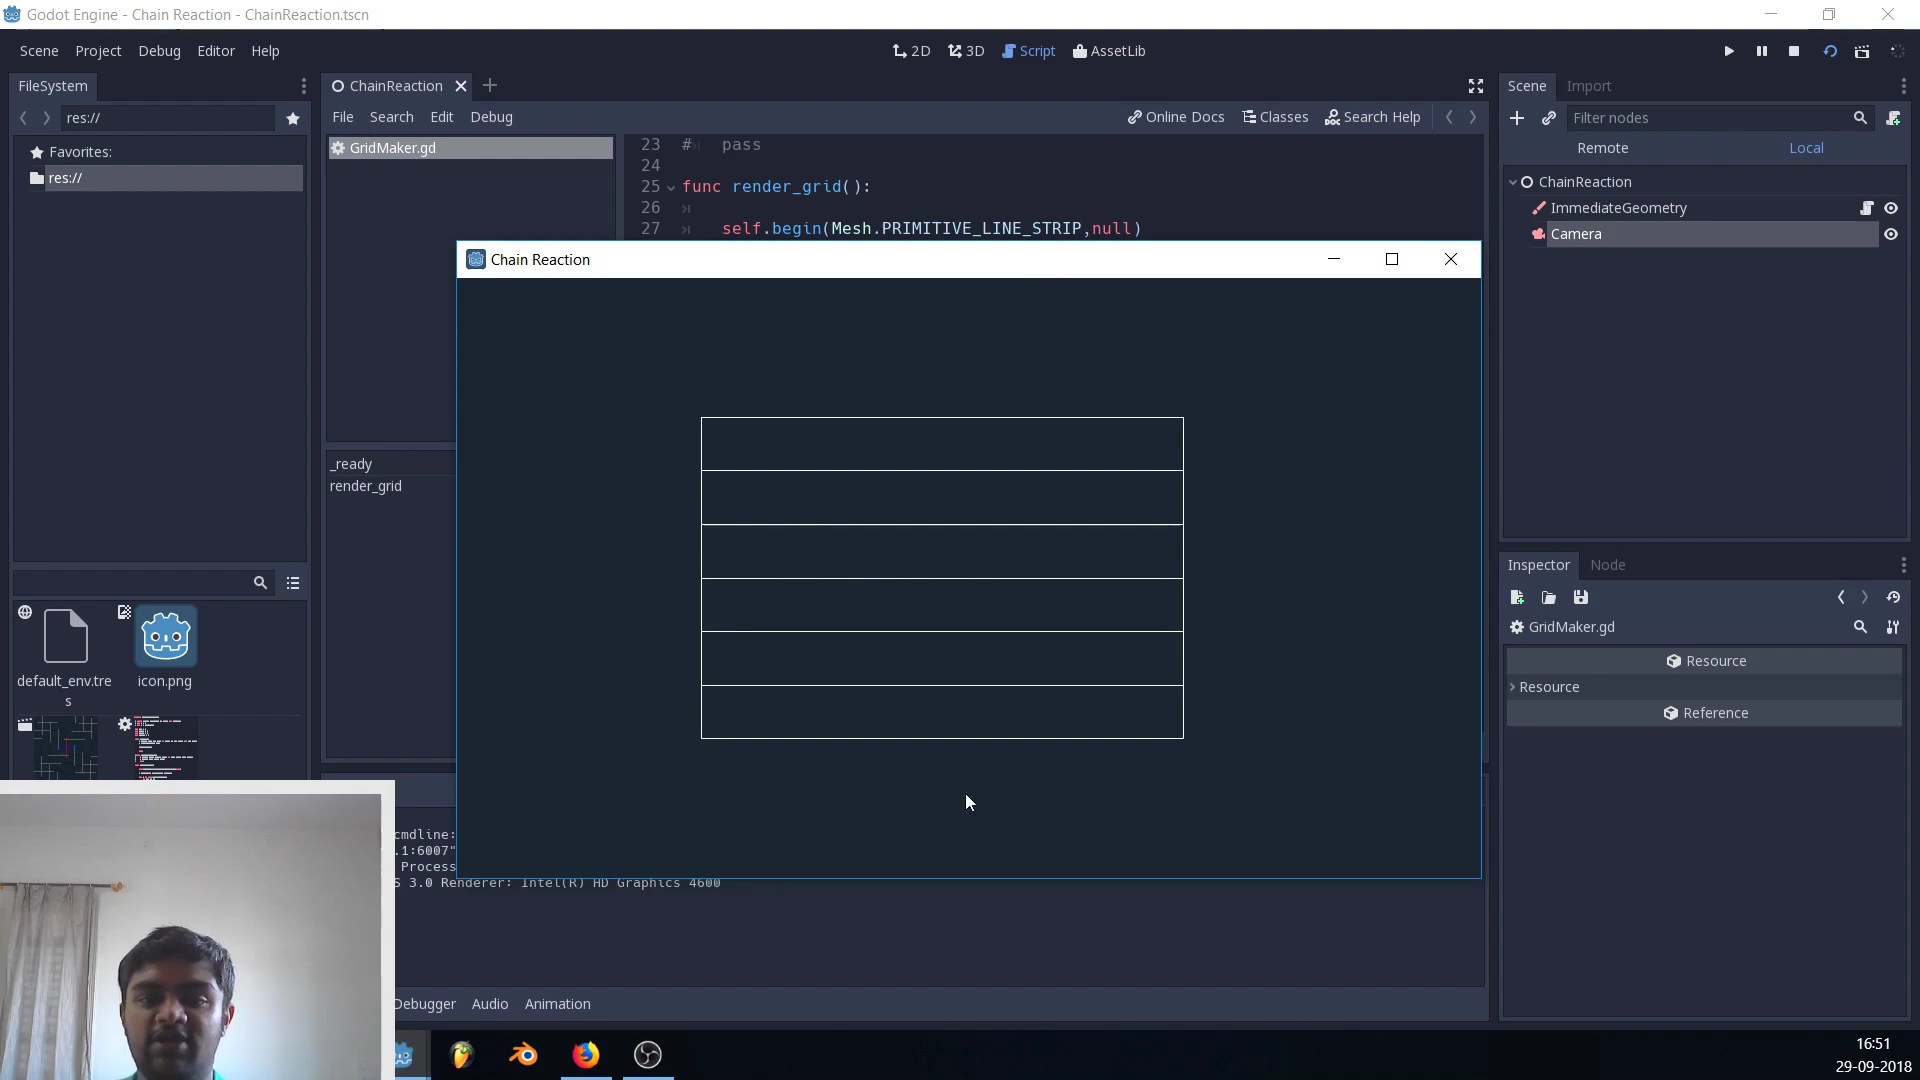 Godot Engine - Chain Reaction - ChainReaction.tscn
Scene Project Debug Editor Help
2D 3D Script AssetLib
FileSystem
ChainReaction
Scene Import
res://
File Search Edit Debug
Online Docs Classes Search Help
Filter nodes
Favorites:
res://
GridMaker.gd
23 # pass
24
25 func render_grid():
26
27 self.begin(Mesh.PRIMITIVE_LINE_STRIP,null)
Remote Local
ChainReaction
ImmediateGeometry
Camera
Chain Reaction
_ready
render_grid
Inspector Node
GridMaker.gd
Resource
Resource
Reference
default_env.tre
s
icon.png
cmdline:
.1:6007"
Process
S 3.0 Renderer: Intel(R) HD Graphics 4600
Debugger Audio Animation
16:51
29-09-2018